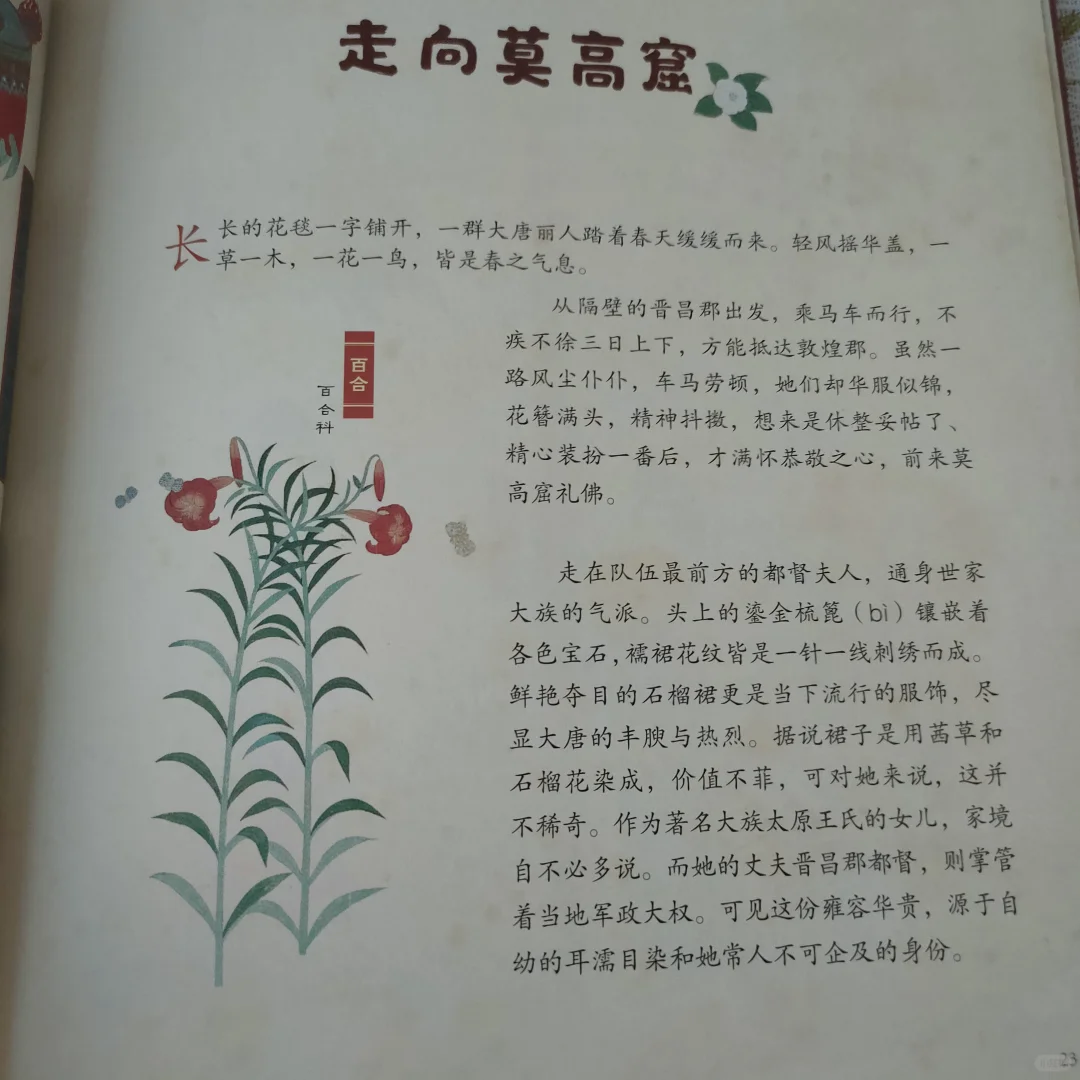 走向莫高窟
长长的花毯一字铺开，一群大唐丽人踏着春天缓缓而来。轻风摇华盖，一
草一木，一花一鸟，皆是春之气息。
百合
百合科
从隔壁的晋昌郡出发，乘马车而行，不
疾不徐三日上下，方能抵达敦煌郡。虽然一
路风尘仆仆，车马劳顿，她们却华服似锦，
花簪满头，精神抖擞，想来是休整妥帖了、
精心装扮一番后，才满怀恭敬之心，前来莫
高窟礼佛。
走在队伍最前方的都督夫人，通身世家
大族的气派。头上的鎏金梳篦（bì）镶嵌着
各色宝石，襦裙花纹皆是一针一线刺绣而成。
鲜艳夺目的石榴裙更是当下流行的服饰，尽
显大唐的丰腴与热烈。据说裙子是用茜草和
石榴花染成，价值不菲，可对她来说，这并
不稀奇。作为著名大族太原王氏的女儿，家境
自不必多说。而她的丈夫晋昌郡都督，则掌管
着当地军政大权。可见这份雍容华贵，源于自
幼的耳濡目染和她常人不可企及的身份。
23